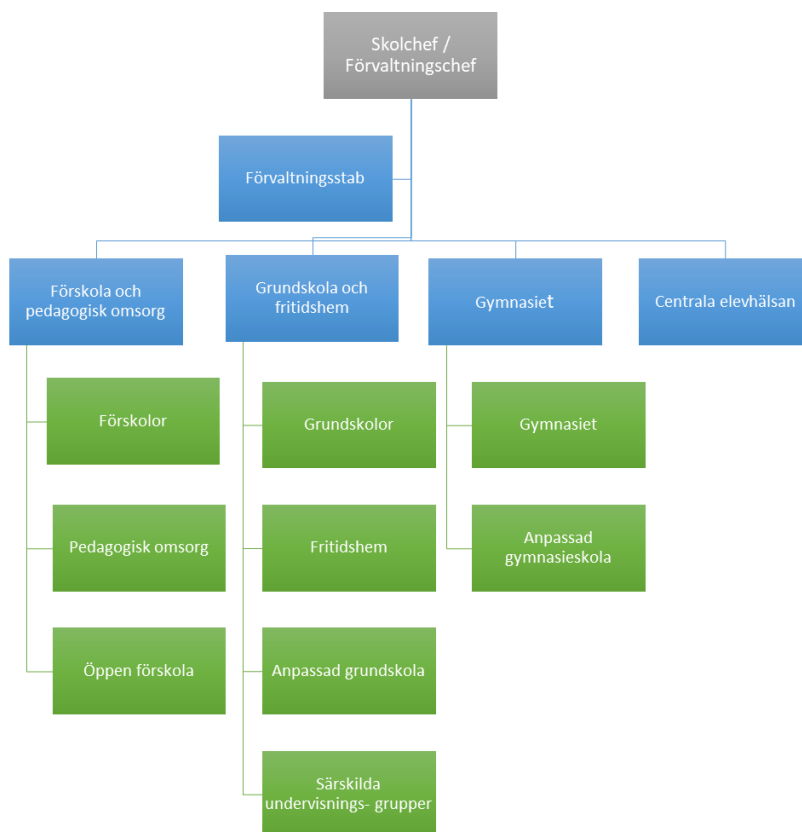 Skolchef /
Förvaltningschef
Förvaltningsstab
Förskola och
pedagogisk omsorg
Grundskola och
fritidshem
Gymnasiet
Centrala elevhälsan
Förskolor
Grundskolor
Gymnasiet
Pedagogisk omsorg
Fritidshem
Anpassad
gymnasieskola
Öppen förskola
Anpassad grundskola
Särskilda
undervisnings- grupper